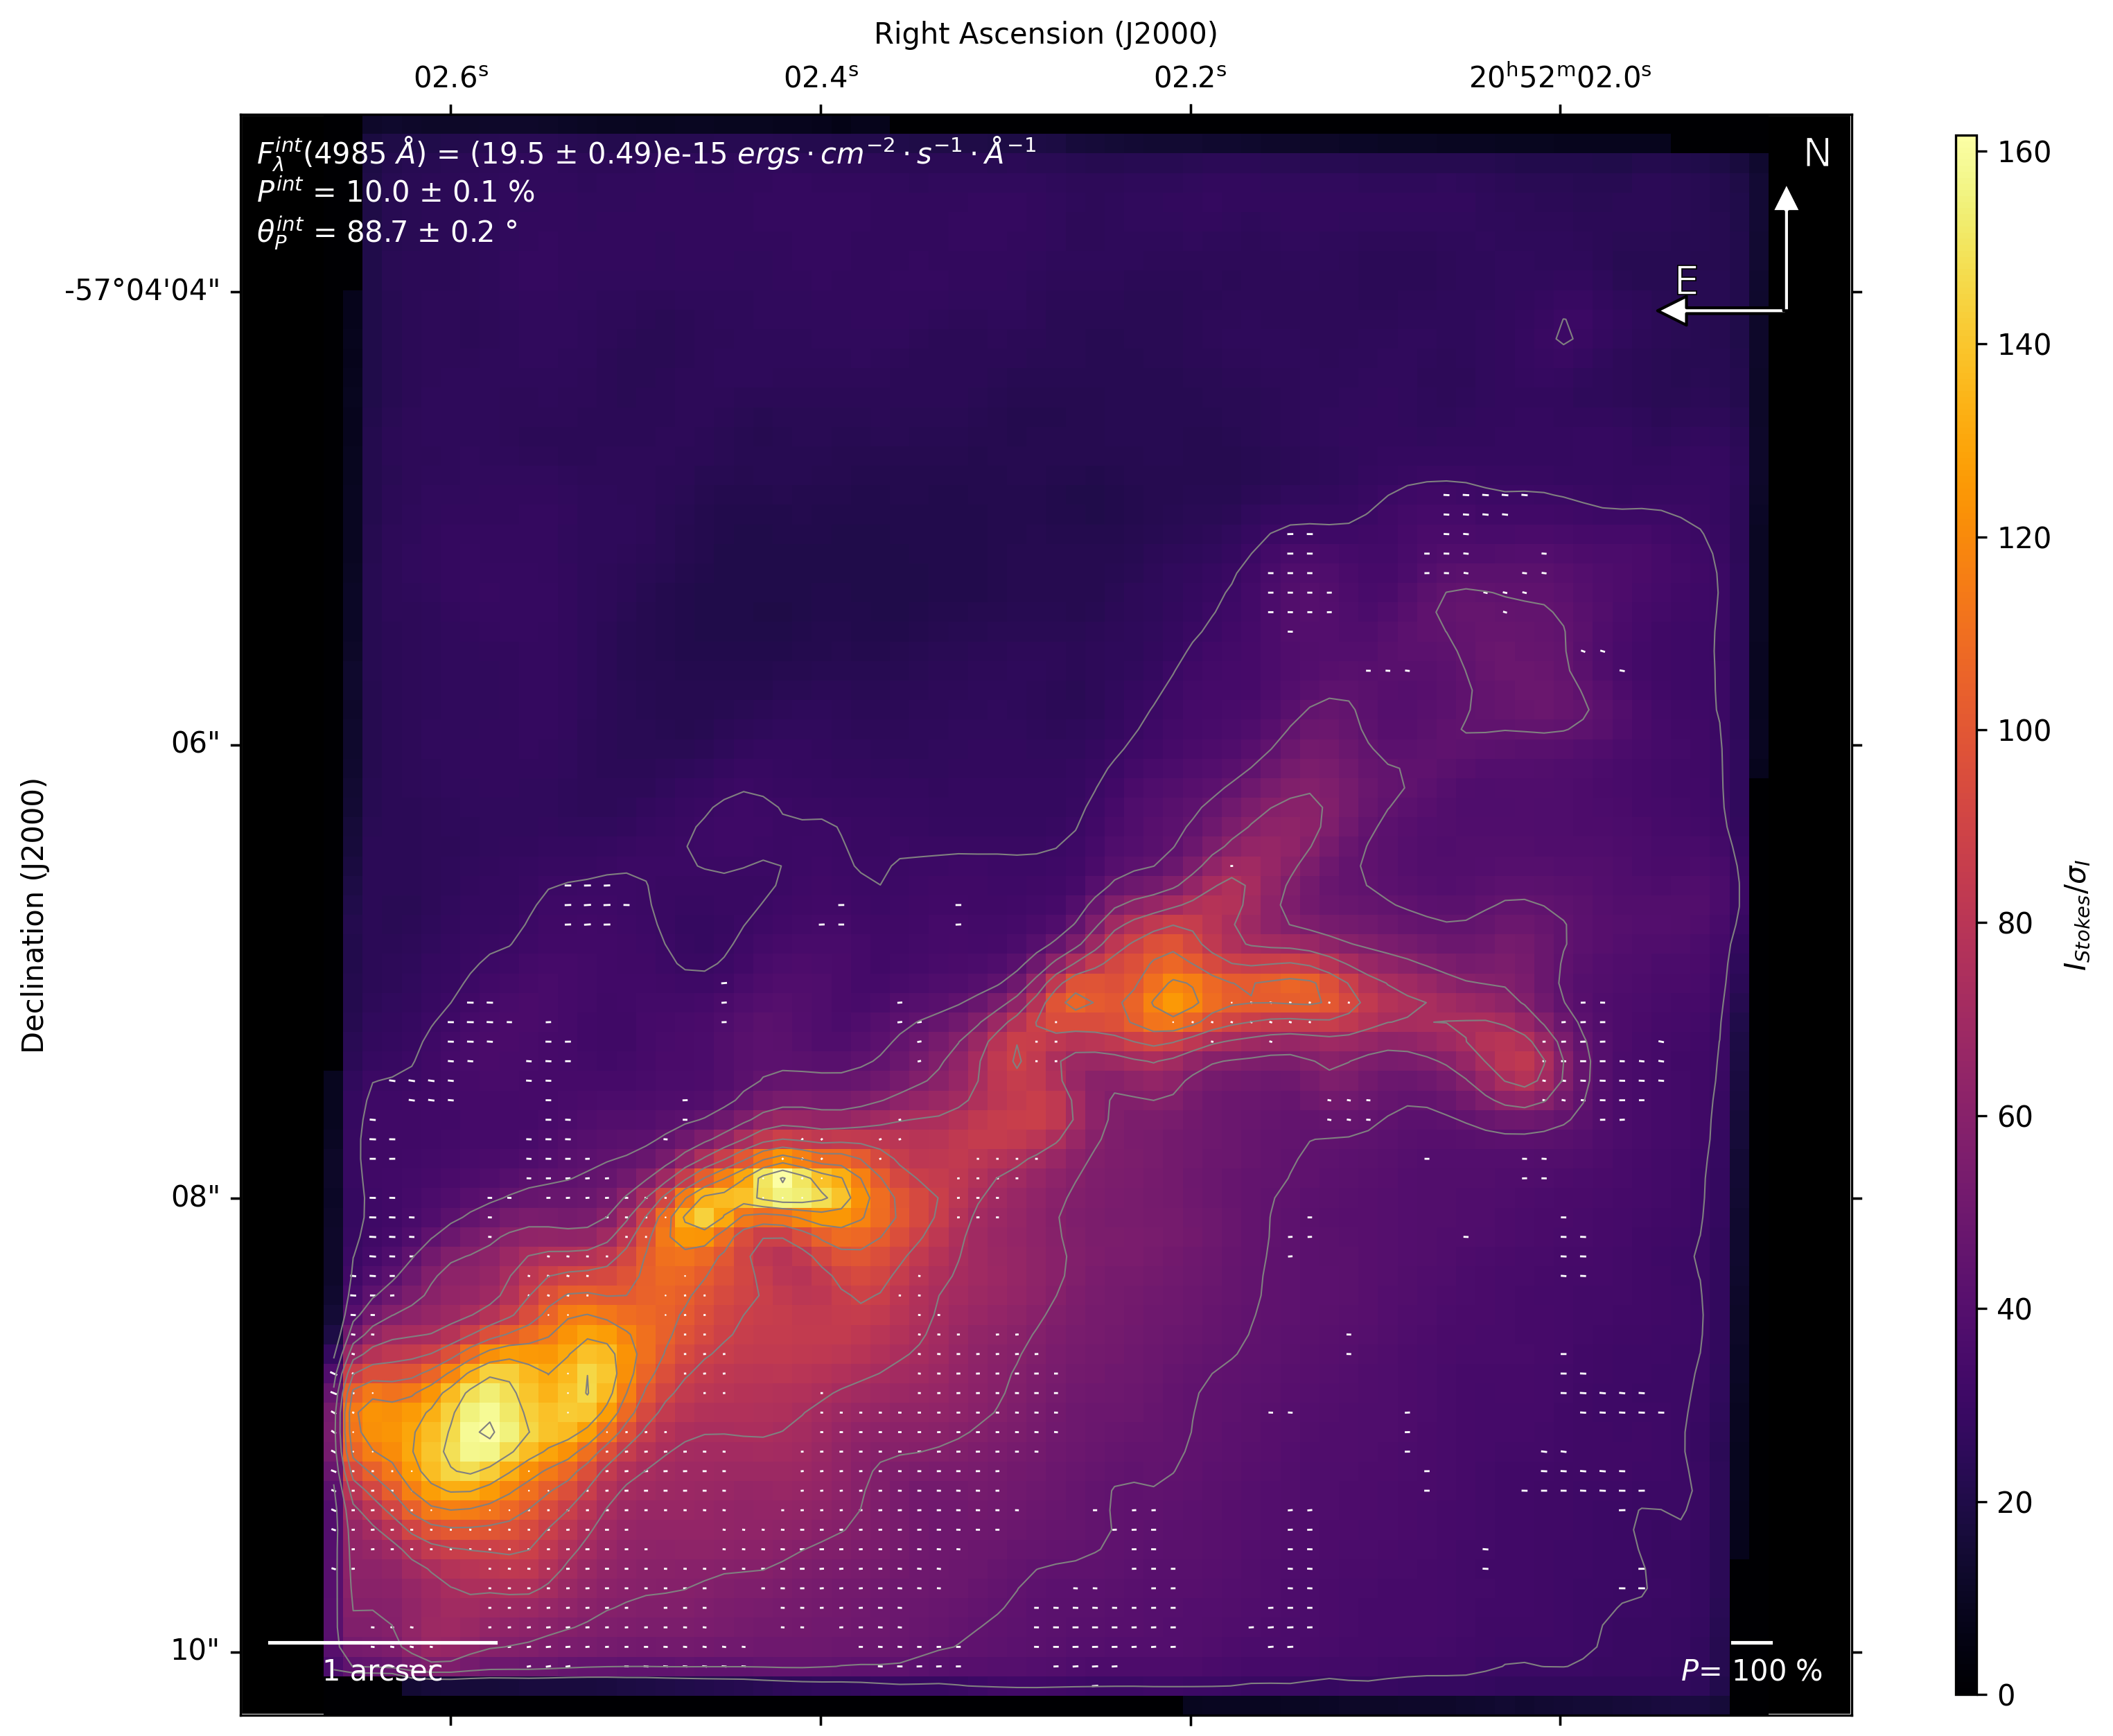 Right Ascension (J2000)
02.6ˢ 02.4ˢ 02.2ˢ 20ʰ52ᵐ02.0ˢ
F_λ^int(4985 Å) = (19.5 ± 0.49)e-15 ergs · cm⁻² · s⁻¹ · Å⁻¹
P^int = 10.0 ± 0.1 %
θ_P^int = 88.7 ± 0.2 °
N
E
-57°04'04"
06"
08"
10"
Declination (J2000)
1 arcsec
P= 100 %
160
140
120
100
80
60
40
20
0
I_Stokes/σ_I